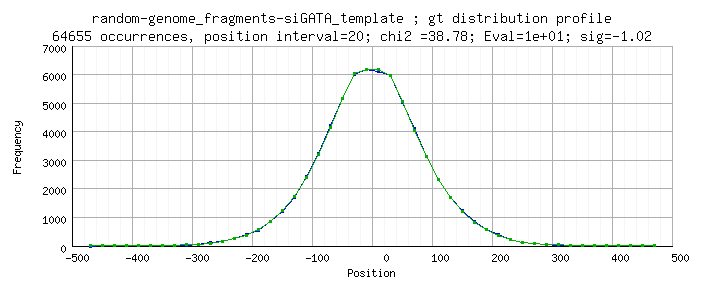 random-genome_fragments-siGATA_template ; gt distribution profile
64655 occurrences, position interval=20; chi2 =38.78; Eval=1e+01; sig=-1.02
7000
6000
5000
4000
3000
2000
1000
0
Frequency
-500 -400 -300 -200 -100 0 100 200 300 400 500
Position